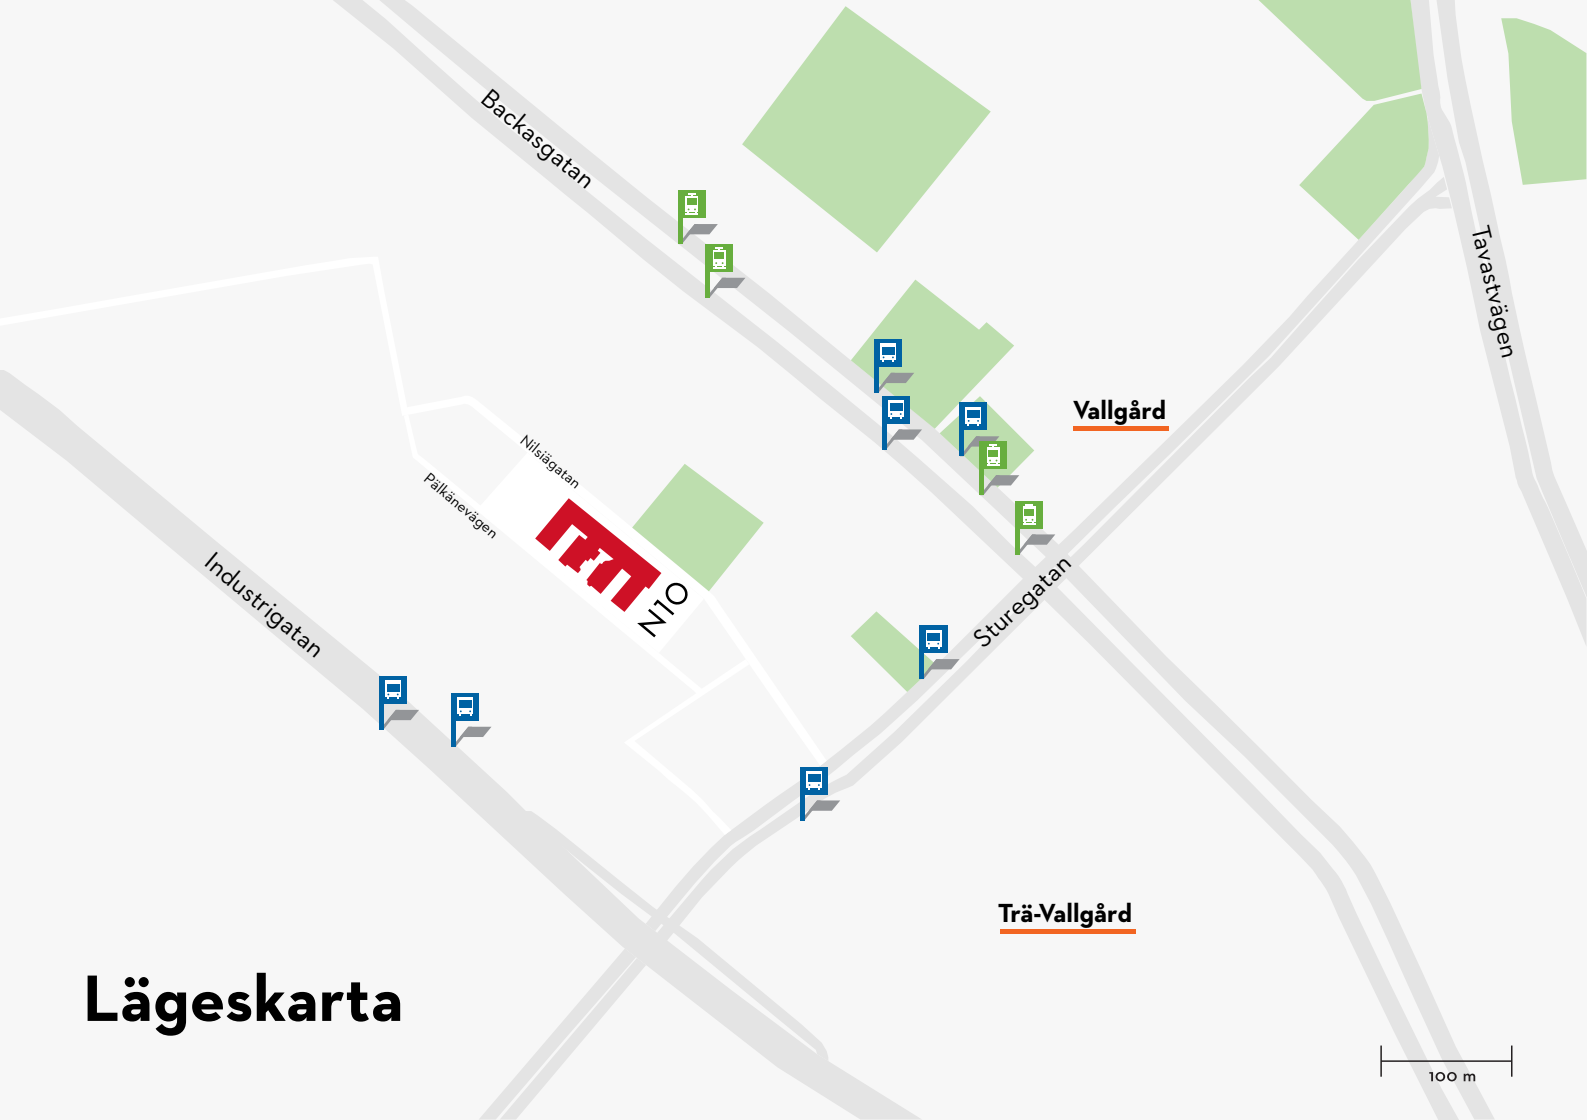 Backasgatan
Tavastvägen
Vallgård
Nilsiägatan
Pälkänevägen
Industrigatan
N10
Sturegatan
Trä-Vallgård
Lägeskarta
100 m